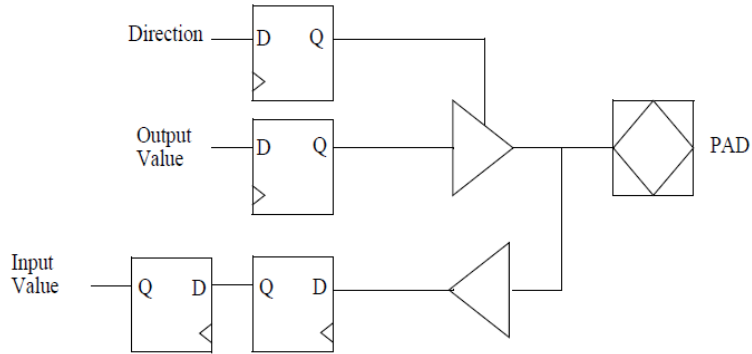 Direction
D Q
Output
Value
D Q
PAD
Input
Value
Q D
Q D